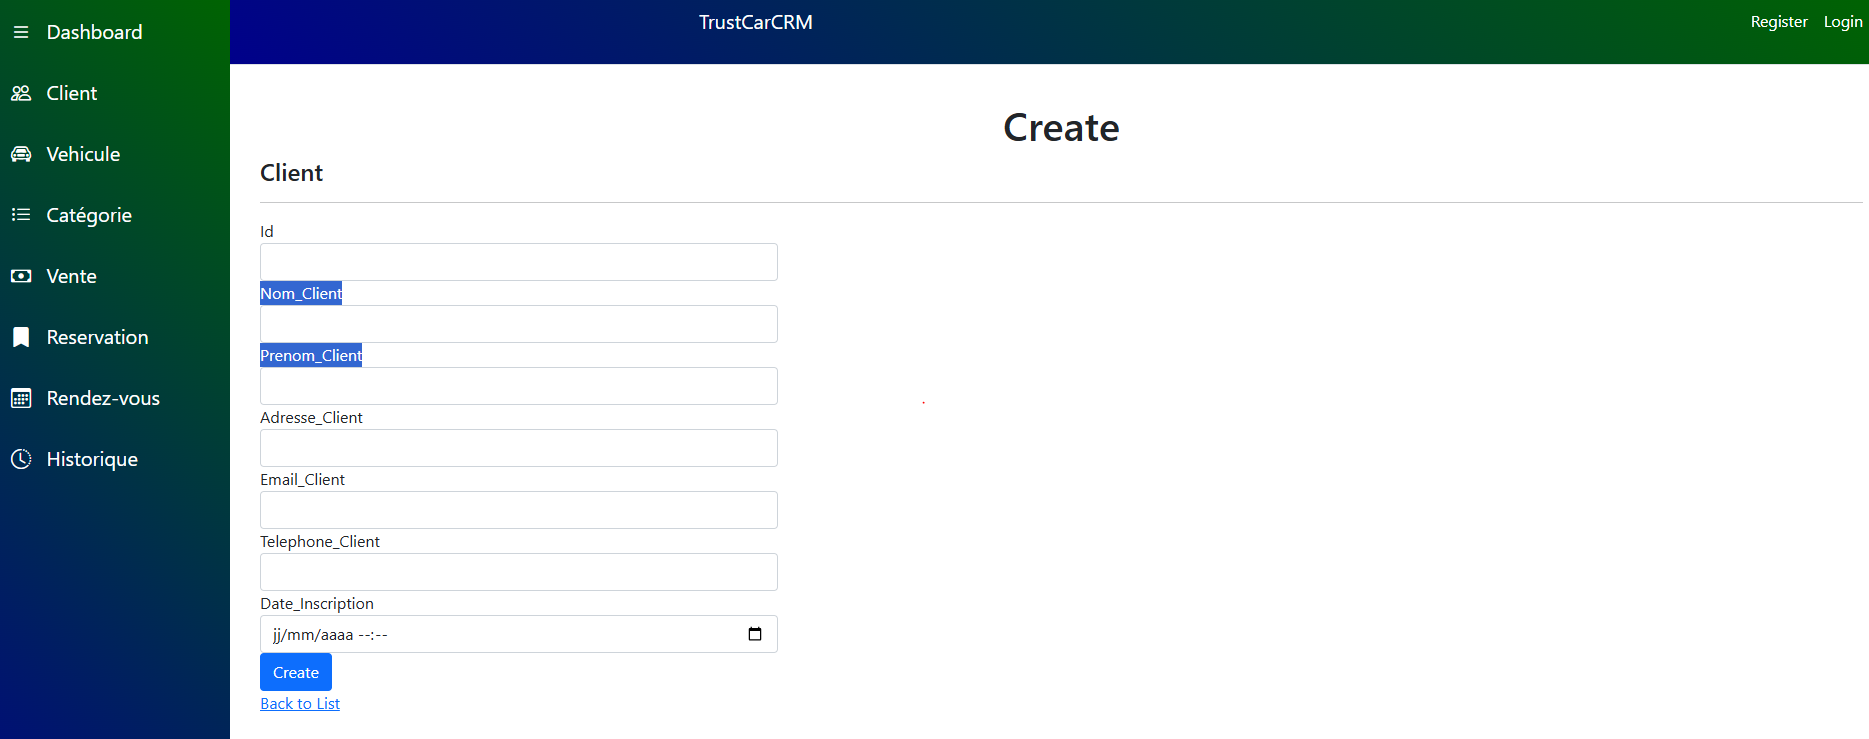 Dashboard
Client
Vehicule
Catégorie
Vente
Reservation
Rendez-vous
Historique
TrustCarCRM
Register Login
Create
Client
Id
Nom_Client
Prenom_Client
Adresse_Client
Email_Client
Telephone_Client
Date_Inscription
jj/mm/aaaa --:--
Create
Back to List